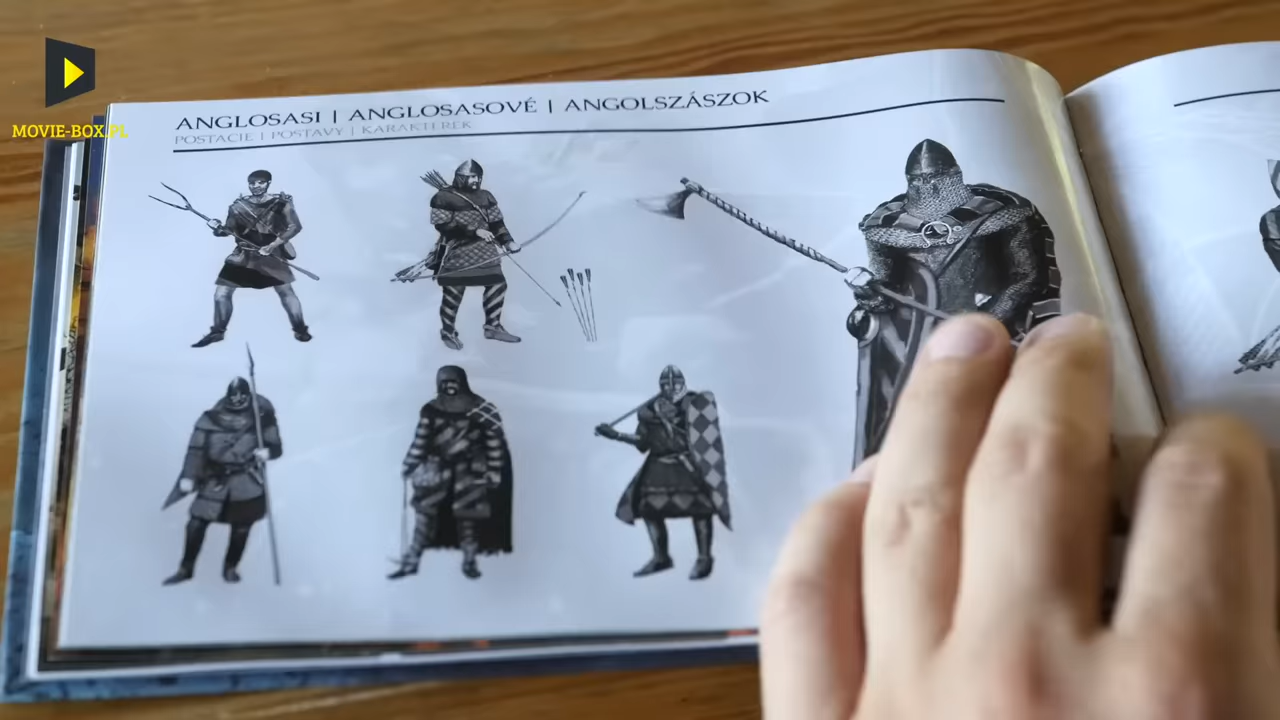 MOVIE-BOX.PL
ANGLOSASI | ANGLOSASOVÉ | ANGOLSZÁSZOK
POSTACIE | POSTAVY | KARAKTEREK